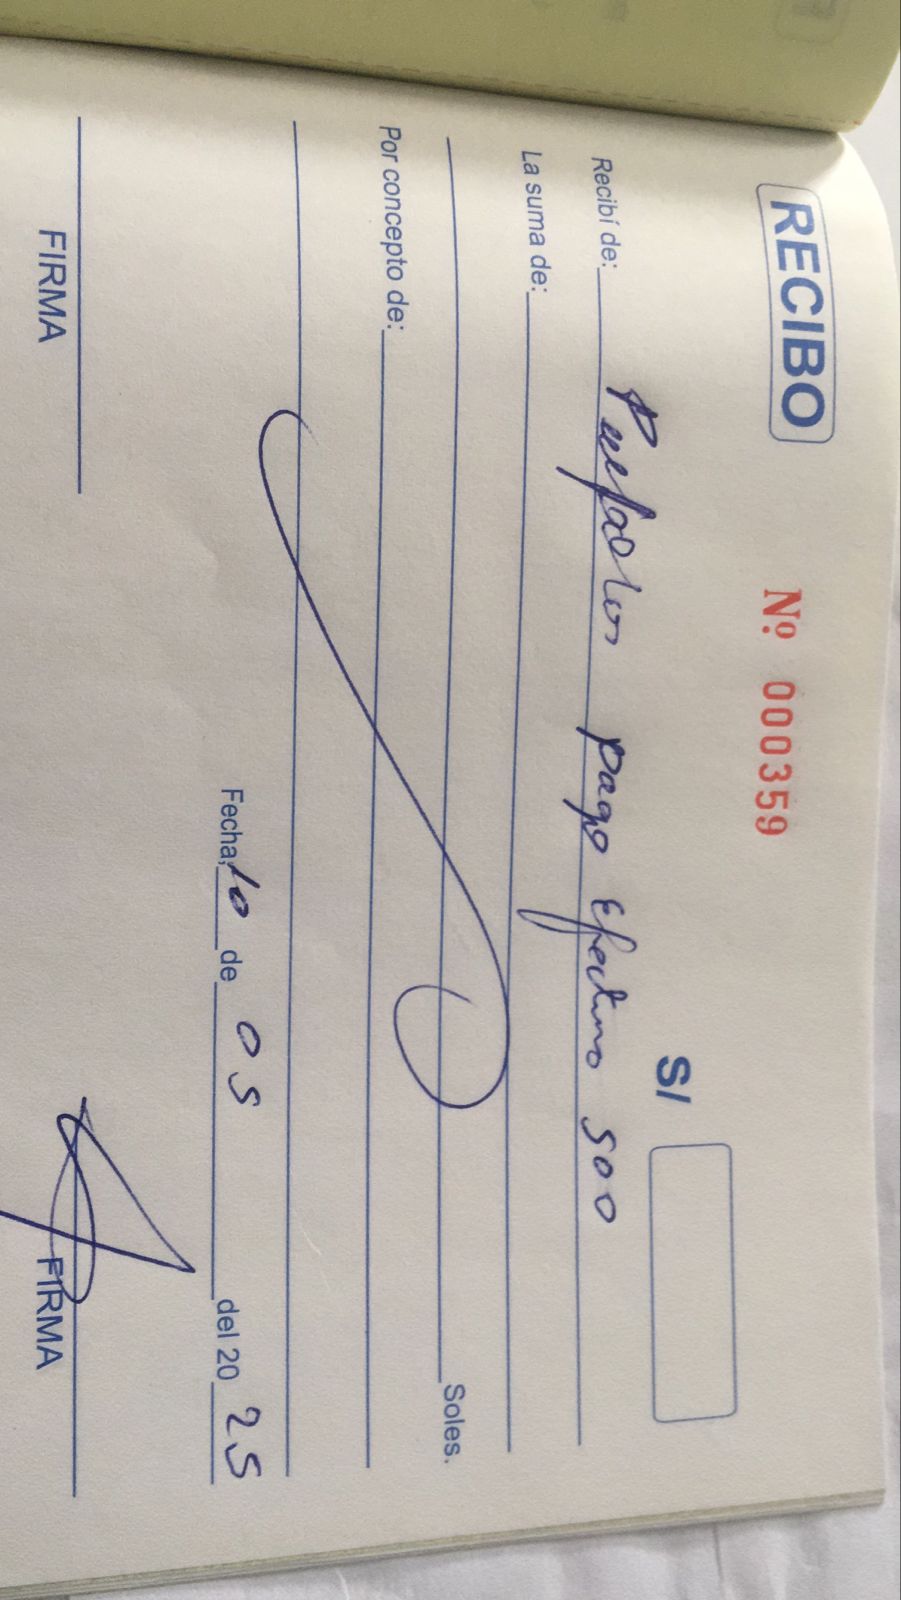 RECIBO
Nº 000359
S/
Recibí de: pago Efectivo 500
La suma de:
Soles.
Por concepto de:
Fecha, 10 de 05 del 20 25
FIRMA
FIRMA